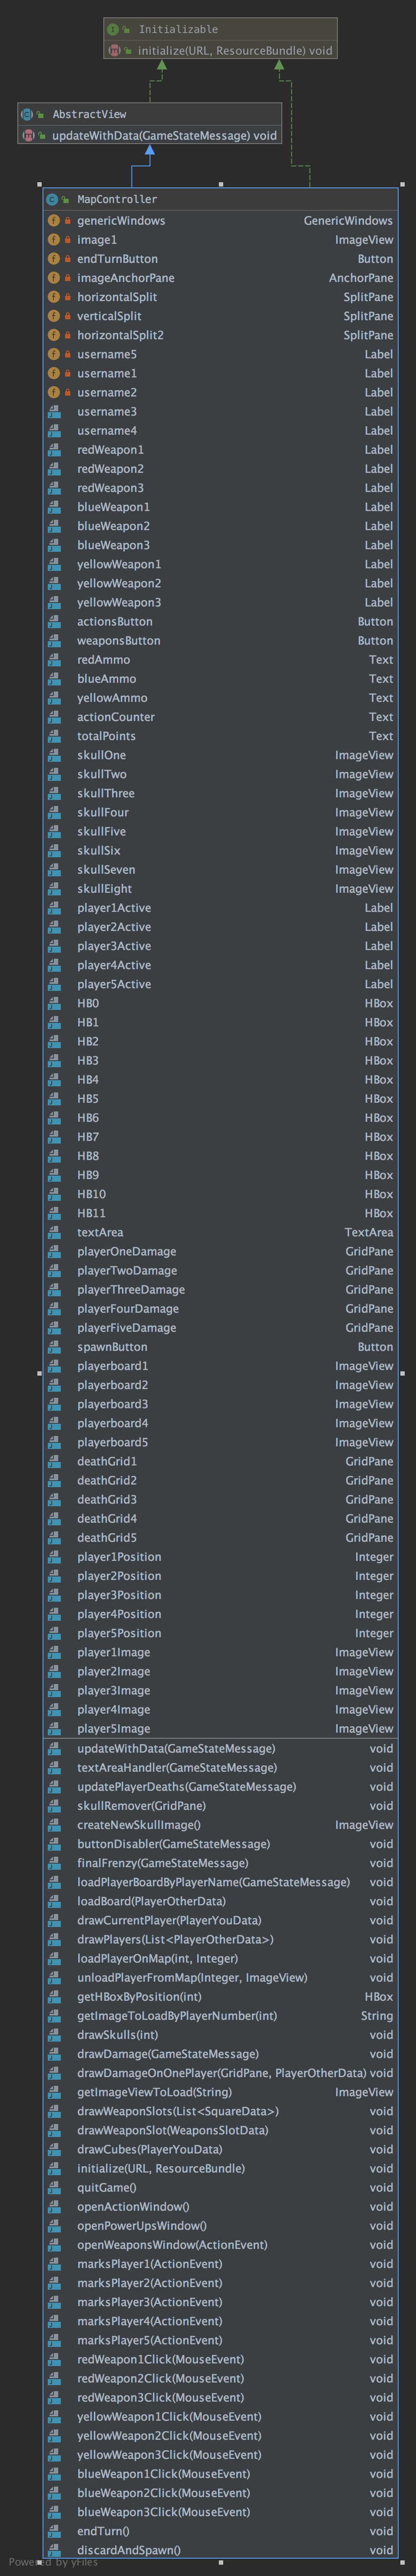 Initializable
initialize(URL, ResourceBundle) void
AbstractView
updateWithData(GameStateMessage) void
MapController
genericWindows GenericWindows
image1 ImageView
endTurnButton Button
imageAnchorPane AnchorPane
horizontalSplit SplitPane
verticalSplit SplitPane
horizontalSplit2 SplitPane
username5 Label
username1 Label
username2 Label
username3 Label
username4 Label
redWeapon1 Label
redWeapon2 Label
redWeapon3 Label
blueWeapon1 Label
blueWeapon2 Label
blueWeapon3 Label
yellowWeapon1 Label
yellowWeapon2 Label
yellowWeapon3 Label
actionsButton Button
weaponsButton Button
redAmmo Text
blueAmmo Text
yellowAmmo Text
actionCounter Text
totalPoints Text
skullOne ImageView
skullTwo ImageView
skullThree ImageView
skullFour ImageView
skullFive ImageView
skullSix ImageView
skullSeven ImageView
skullEight ImageView
player1Active Label
player2Active Label
player3Active Label
player4Active Label
player5Active Label
HB0 HBox
HB1 HBox
HB2 HBox
HB3 HBox
HB4 HBox
HB5 HBox
HB6 HBox
HB7 HBox
HB8 HBox
HB9 HBox
HB10 HBox
HB11 HBox
textArea TextArea
playerOneDamage GridPane
playerTwoDamage GridPane
playerThreeDamage GridPane
playerFourDamage GridPane
playerFiveDamage GridPane
spawnButton Button
playerboard1 ImageView
playerboard2 ImageView
playerboard3 ImageView
playerboard4 ImageView
playerboard5 ImageView
deathGrid1 GridPane
deathGrid2 GridPane
deathGrid3 GridPane
deathGrid4 GridPane
deathGrid5 GridPane
player1Position Integer
player2Position Integer
player3Position Integer
player4Position Integer
player5Position Integer
player1Image ImageView
player2Image ImageView
player3Image ImageView
player4Image ImageView
player5Image ImageView
updateWithData(GameStateMessage) void
textAreaHandler(GameStateMessage) void
updatePlayerDeaths(GameStateMessage) void
skullRemover(GridPane) void
createNewSkullImage() ImageView
buttonDisabler(GameStateMessage) void
finalFrenzy(GameStateMessage) void
loadPlayerBoardByPlayerName(GameStateMessage) void
loadBoard(PlayerOtherData) void
drawCurrentPlayer(PlayerYouData) void
drawPlayers(List<PlayerOtherData>) void
loadPlayerOnMap(int, Integer) void
unloadPlayerFromMap(Integer, ImageView) void
getHBoxByPosition(int) HBox
getImageToLoadByPlayerNumber(int) String
drawSkulls(int) void
drawDamage(GameStateMessage) void
drawDamageOnOnePlayer(GridPane, PlayerOtherData) void
getImageViewToLoad(String) ImageView
drawWeaponSlots(List<SquareData>) void
drawWeaponSlot(WeaponsSlotData) void
drawCubes(PlayerYouData) void
initialize(URL, ResourceBundle) void
quitGame() void
openActionWindow() void
openPowerUpsWindow() void
openWeaponsWindow(ActionEvent) void
marksPlayer1(ActionEvent) void
marksPlayer2(ActionEvent) void
marksPlayer3(ActionEvent) void
marksPlayer4(ActionEvent) void
marksPlayer5(ActionEvent) void
redWeapon1Click(MouseEvent) void
redWeapon2Click(MouseEvent) void
redWeapon3Click(MouseEvent) void
yellowWeapon1Click(MouseEvent) void
yellowWeapon2Click(MouseEvent) void
yellowWeapon3Click(MouseEvent) void
blueWeapon1Click(MouseEvent) void
blueWeapon2Click(MouseEvent) void
blueWeapon3Click(MouseEvent) void
endTurn() void
discardAndSpawn() void
Powered by yFiles